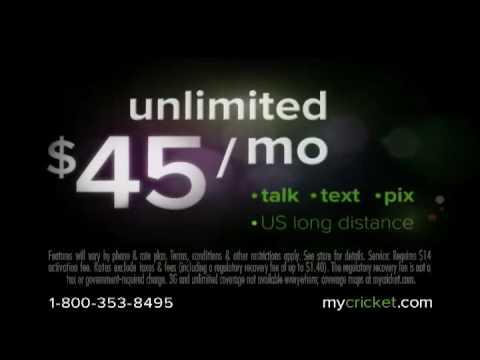 unlimited
$45/mo
•talk •text •pix
•US long distance
Features will vary by phone & rate plan. Terms, conditions & other restrictions apply. See store for details. Service: Requires $14
activation fee. Rates exclude taxes & fees (including a regulatory recovery fee of up to $1.40). The regulatory recovery fee is not a
tax or government-required charge. 3G and unlimited coverage not available everywhere; coverage maps at mycricket.com.
1-800-353-8495 mycricket.com